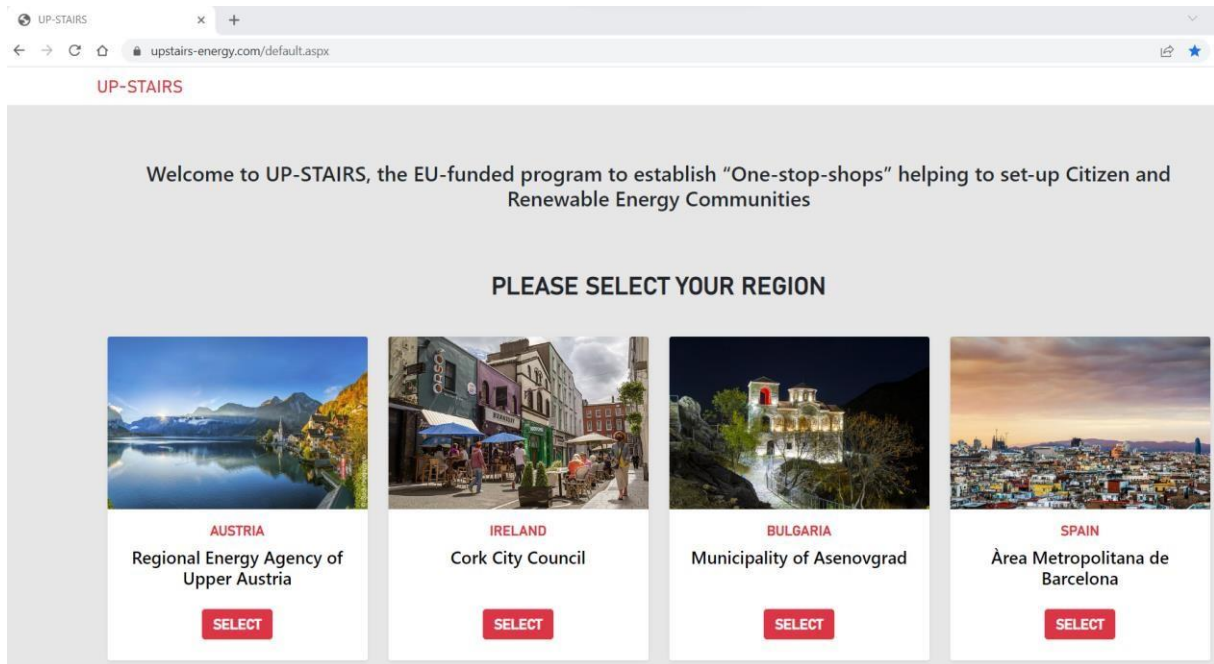 UP-STAIRS
upstairs-energy.com/default.aspx
UP-STAIRS
Welcome to UP-STAIRS, the EU-funded program to establish “One-stop-shops” helping to set-up Citizen and
Renewable Energy Communities
PLEASE SELECT YOUR REGION
ORSO
AUSTRIA
Regional Energy Agency of
Upper Austria
SELECT
IRELAND
Cork City Council
SELECT
BULGARIA
Municipality of Asenovgrad
SELECT
SPAIN
Àrea Metropolitana de
Barcelona
SELECT